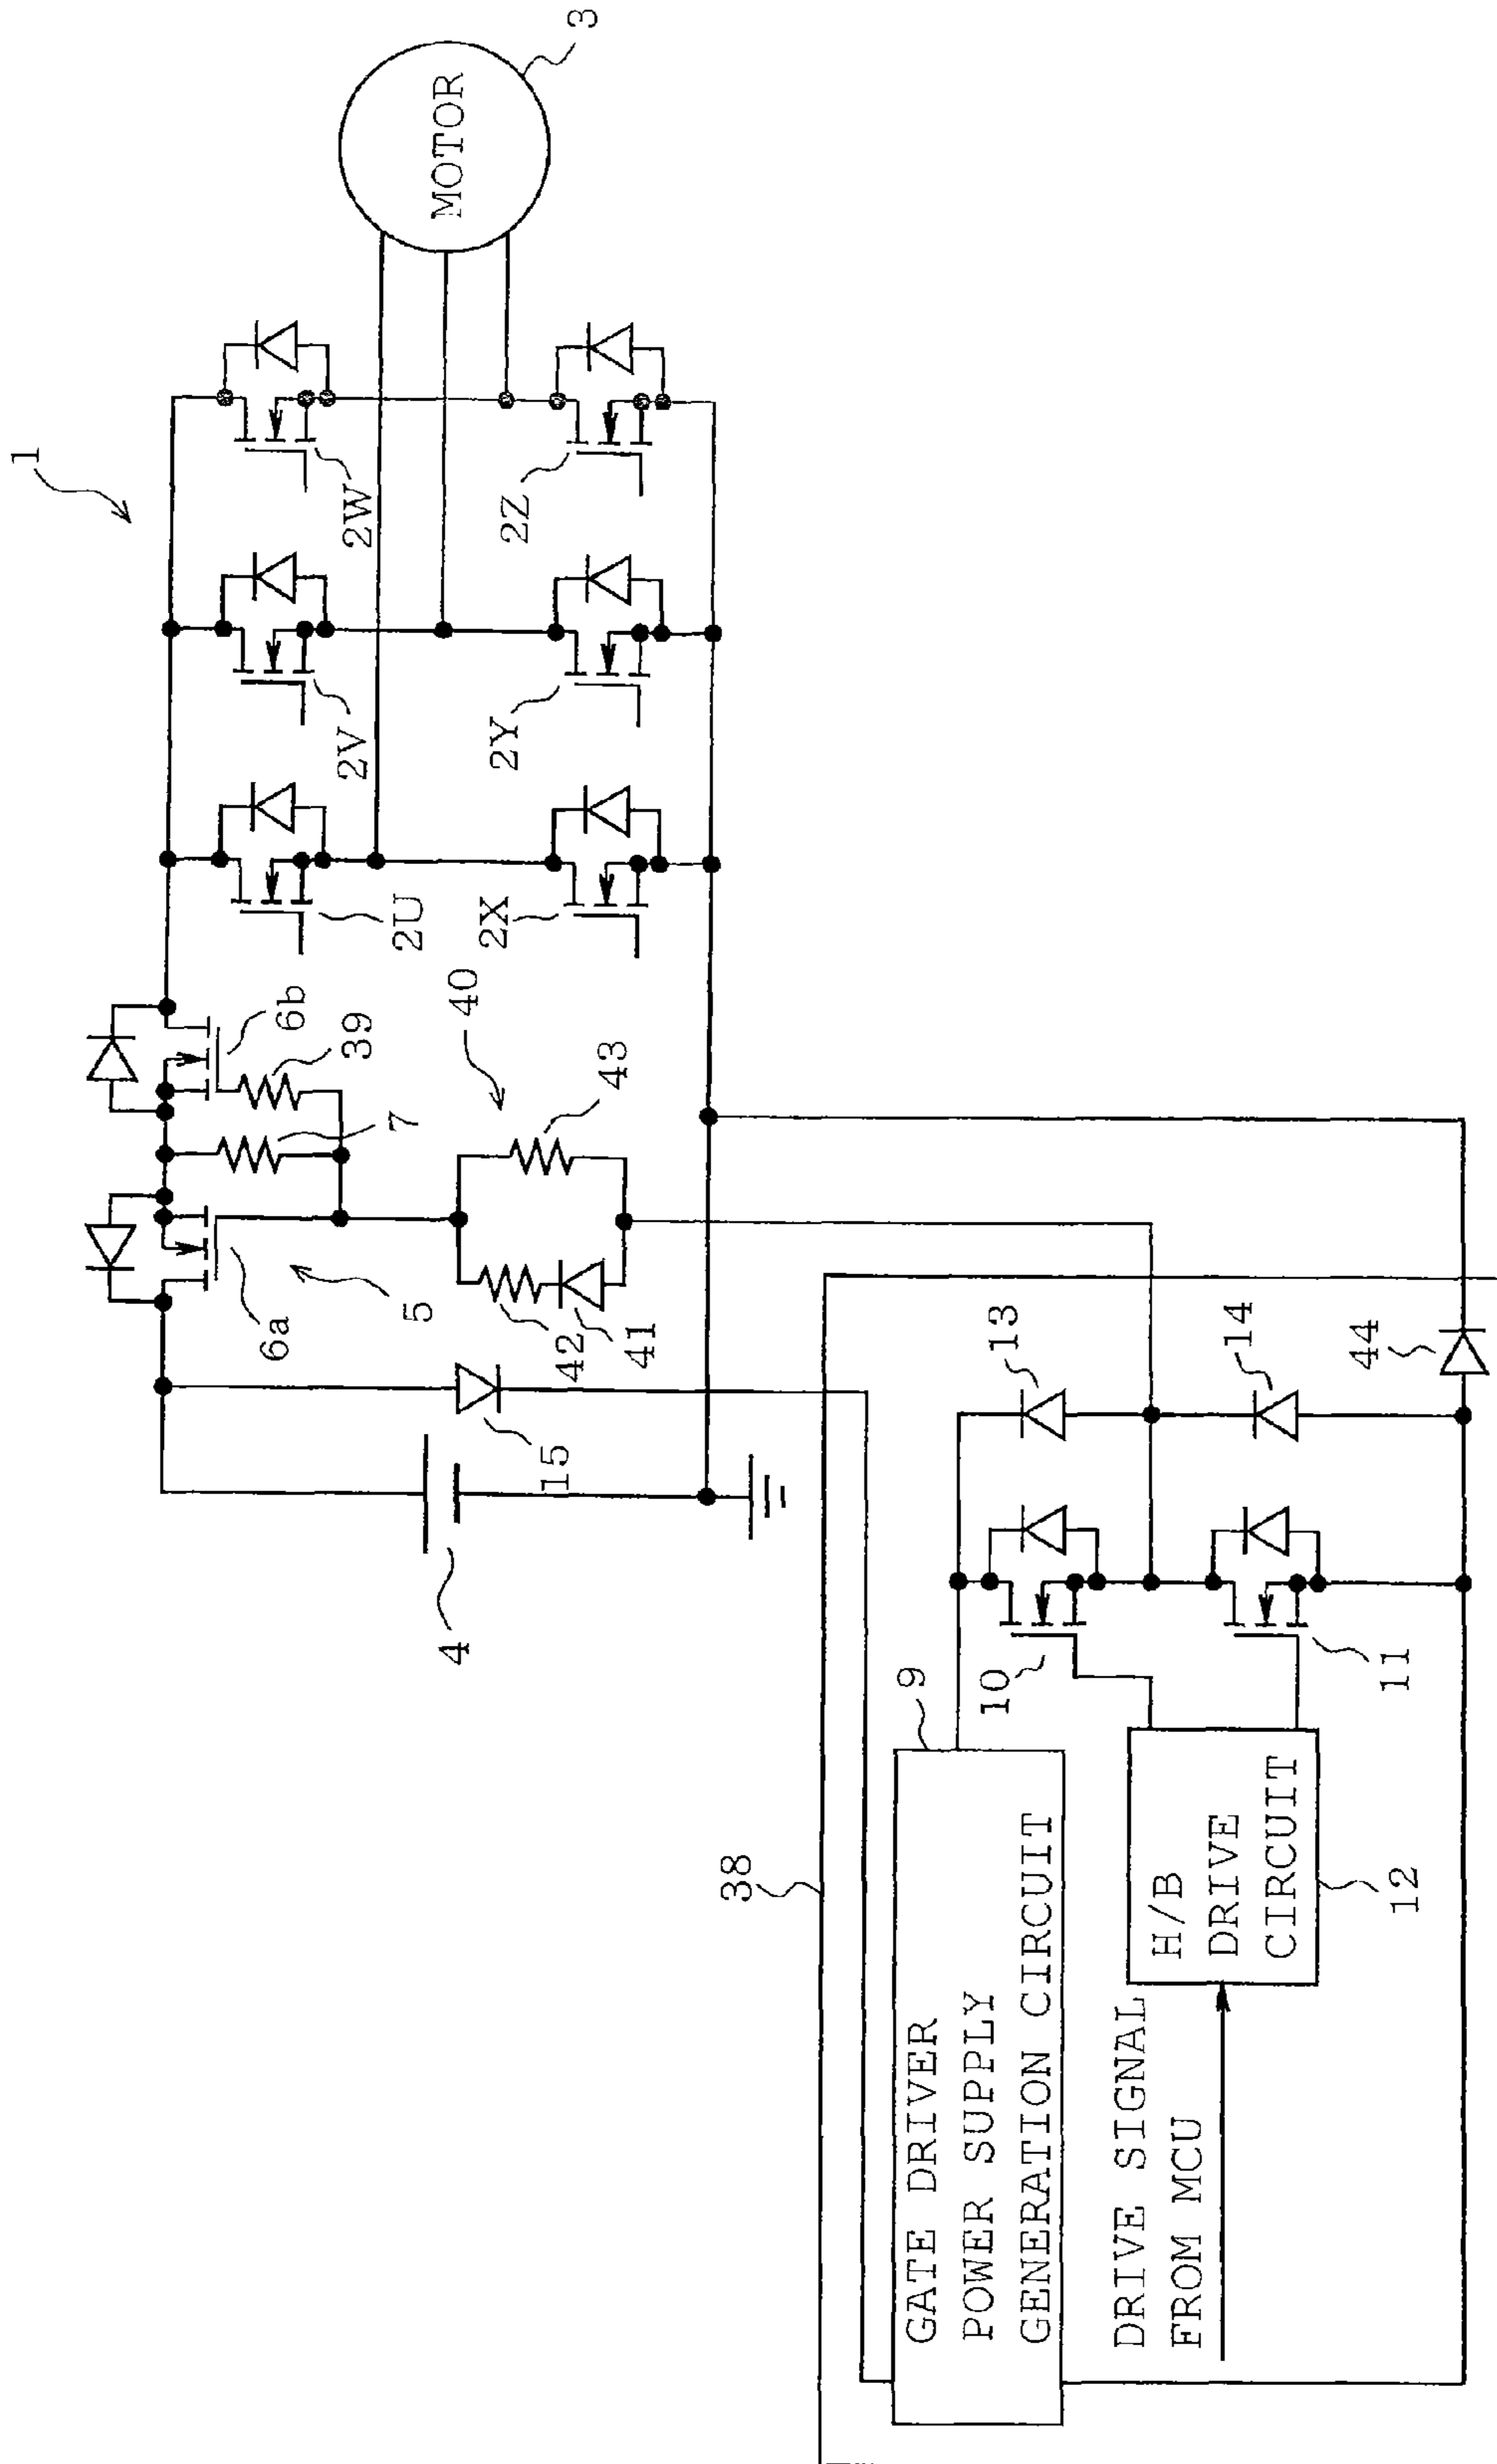 1
MOTOR
3
2U
2V
2W
2X
2Y
2Z
6a
6b
5
7
39
40
42
43
41
15
4
38
9
GATE DRIVER
POWER SUPPLY
GENERATION CIRCUIT
10
13
14
11
44
DRIVE SIGNAL
FROM MCU
H/B
DRIVE
CIRCUIT
12